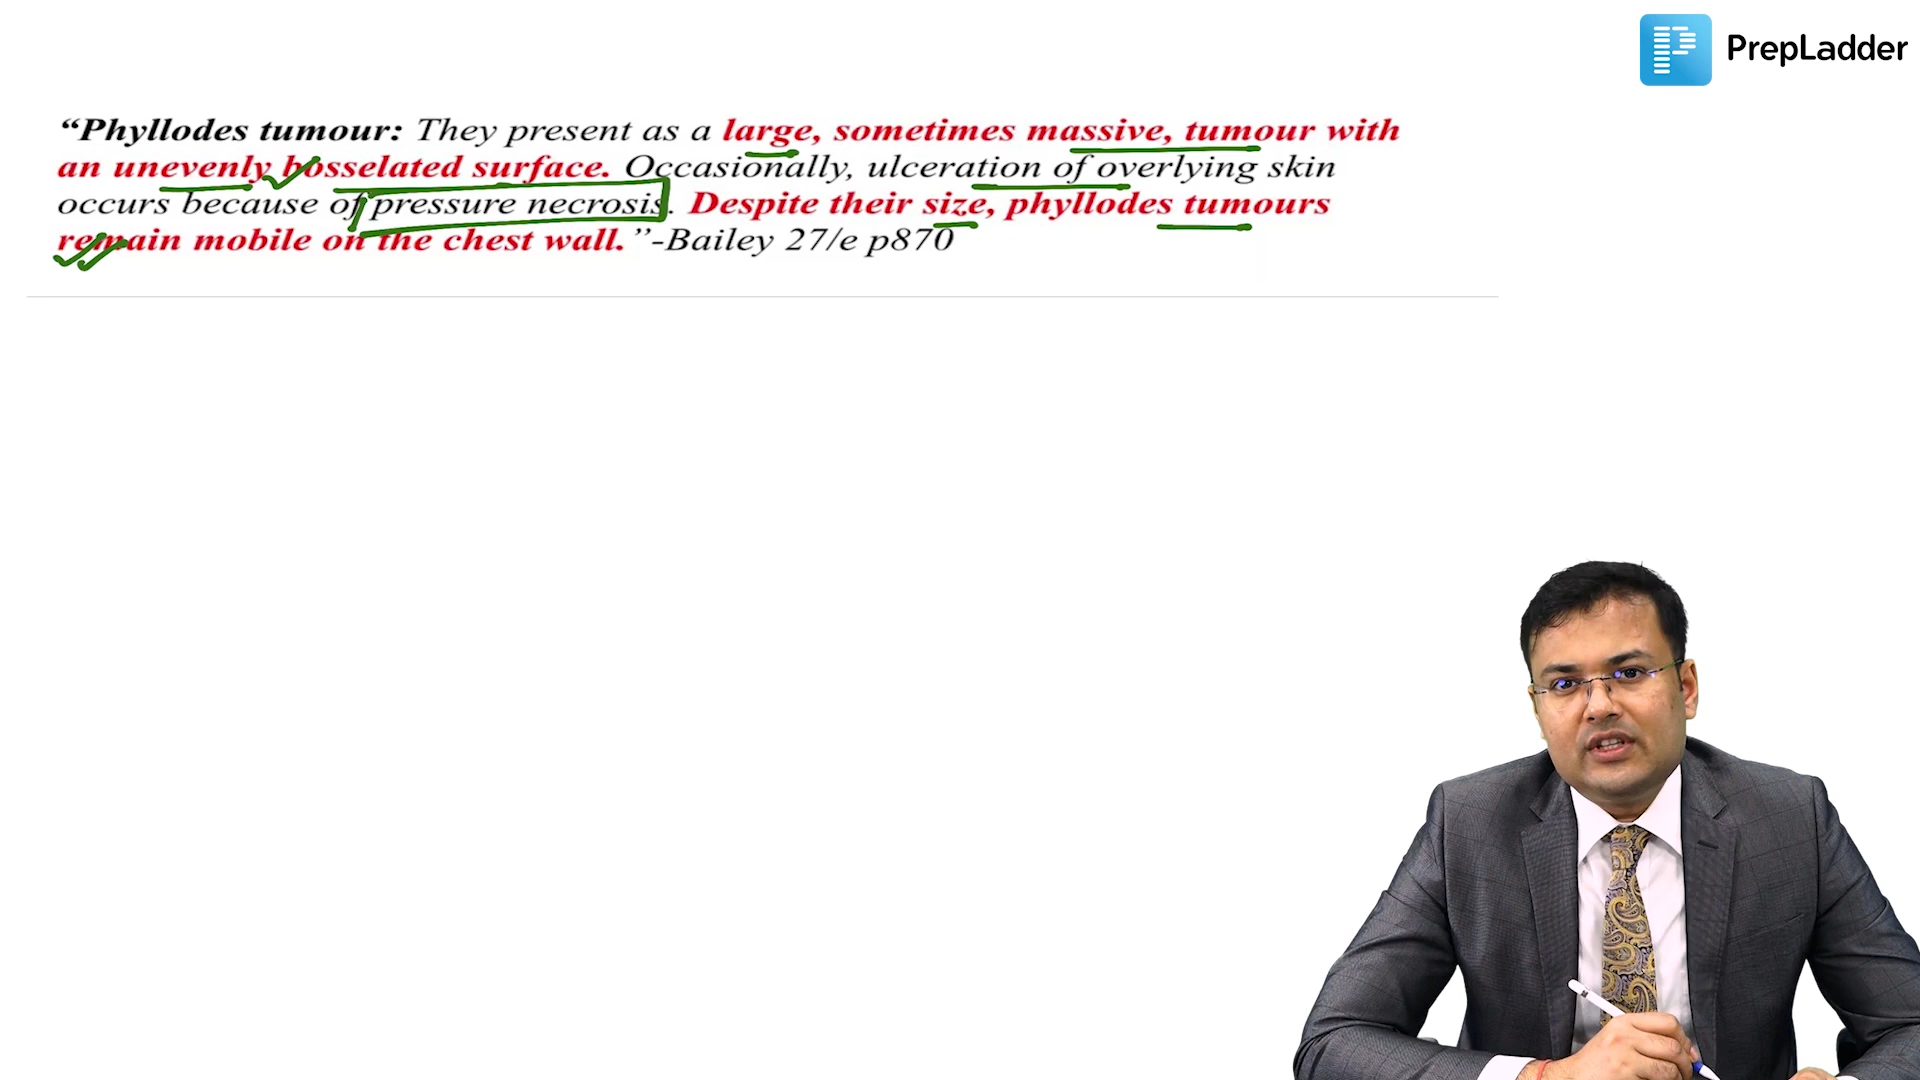 PrepLadder
“Phyllodes tumour: They present as a large, sometimes massive, tumour with
an unevenly bosselated surface. Occasionally, ulceration of overlying skin
occurs because of pressure necrosis. Despite their size, phyllodes tumours
remain mobile on the chest wall.”-Bailey 27/e p870